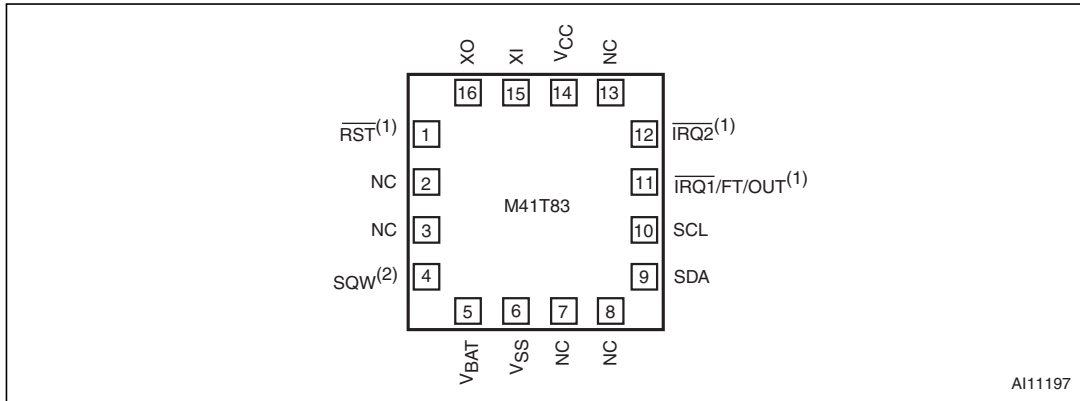 XO XI VCC NC
16 15 14 13
RST(1) 1 12 IRQ2(1)
NC 2 11 IRQ1/FT/OUT(1)
M41T83
NC 3 10 SCL
SQW(2) 4 9 SDA
5 6 7 8
VBAT VSS NC NC
AI11197